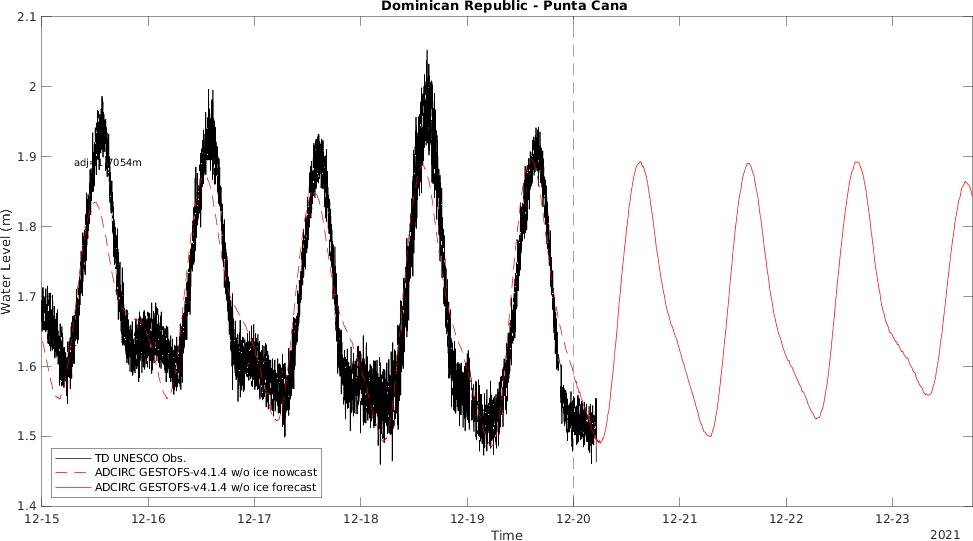 Dominican Republic - Punta Cana
2.1
2
1.9
1.8
1.7
1.6
1.5
1.4
Water Level (m)
TD UNESCO Obs.
ADCIRC GESTOFS-v4.1.4 w/o ice nowcast
ADCIRC GESTOFS-v4.1.4 w/o ice forecast
12-15 12-16 12-17 12-18 12-19 12-20 12-21 12-22 12-23
Time
2021